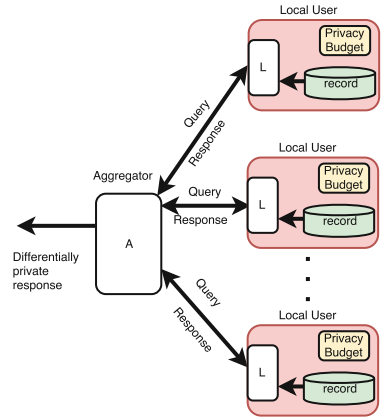 Local User
Privacy
Budget
L
record
Query
Response
Local User
Aggregator
Privacy
Budget
Query
L
Response
record
A
Differentially
private
response
Query
Response
Local User
Privacy
Budget
L
record